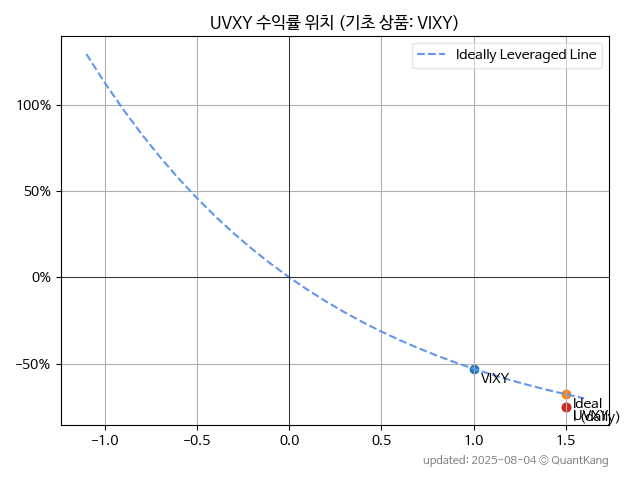 UVXY 수익률 위치 (기초 상품: VIXY)
Ideally Leveraged Line
100%
50%
0%
−50%
VIXY
Ideal
UVXY
(daily)
−1.0
−0.5
0.0
0.5
1.0
1.5
updated: 2025-08-04 © QuantKang